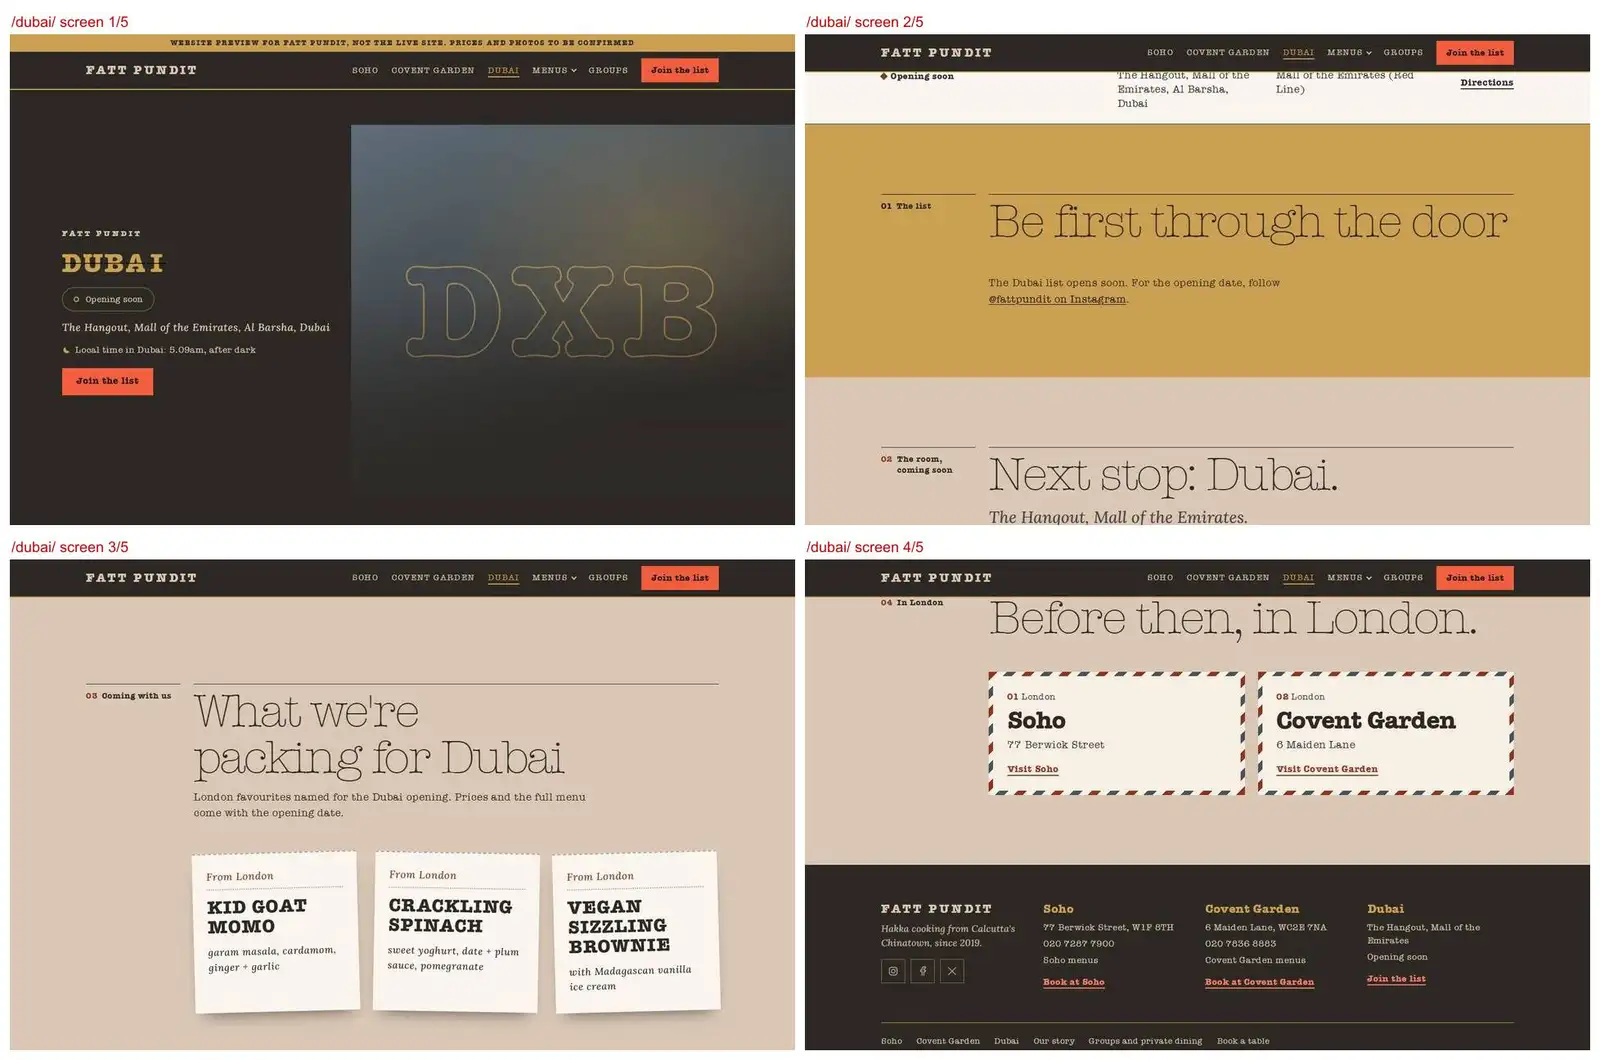 /dubai/ screen 1/5
WEBSITE PREVIEW FOR FATT PUNDIT, NOT THE LIVE SITE. PRICES AND PHOTOS TO BE CONFIRMED
FATT PUNDIT
SOHO COVENT GARDEN DUBAI MENUS GROUPS Join the list
FATT PUNDIT
DUBAI
Opening soon
The Hangout, Mall of the Emirates, Al Barsha, Dubai
Local time in Dubai: 5.09am, after dark
Join the list
DXB
/dubai/ screen 2/5
FATT PUNDIT
SOHO COVENT GARDEN DUBAI MENUS GROUPS Join the list
Opening soon
The Hangout, Mall of the
Emirates, Al Barsha,
Dubai
Mall of the Emirates (Red
Line)
Directions
01 The list
Be first through the door
The Dubai list opens soon. For the opening date, follow
@fattpundit on Instagram.
02 The room,
coming soon
Next stop: Dubai.
The Hangout, Mall of the Emirates.
/dubai/ screen 3/5
FATT PUNDIT
SOHO COVENT GARDEN DUBAI MENUS GROUPS Join the list
03 Coming with us
What we're
packing for Dubai
London favourites named for the Dubai opening. Prices and the full menu
come with the opening date.
From London
KID GOAT
MOMO
garam masala, cardamom,
ginger + garlic
From London
CRACKLING
SPINACH
sweet yoghurt, date + plum
sauce, pomegranate
From London
VEGAN
SIZZLING
BROWNIE
with Madagascan vanilla
ice cream
/dubai/ screen 4/5
FATT PUNDIT
SOHO COVENT GARDEN DUBAI MENUS GROUPS Join the list
04 In London
Before then, in London.
01 London
Soho
77 Berwick Street
Visit Soho
02 London
Covent Garden
6 Maiden Lane
Visit Covent Garden
FATT PUNDIT
Hakka cooking from Calcutta's
Chinatown, since 2019.
Soho
77 Berwick Street, W1F 8TH
020 7287 7900
Soho menus
Book at Soho
Covent Garden
6 Maiden Lane, WC2E 7NA
020 7836 8883
Covent Garden menus
Book at Covent Garden
Dubai
The Hangout, Mall of the
Emirates
Opening soon
Join the list
Soho Covent Garden Dubai Our story Groups and private dining Book a table